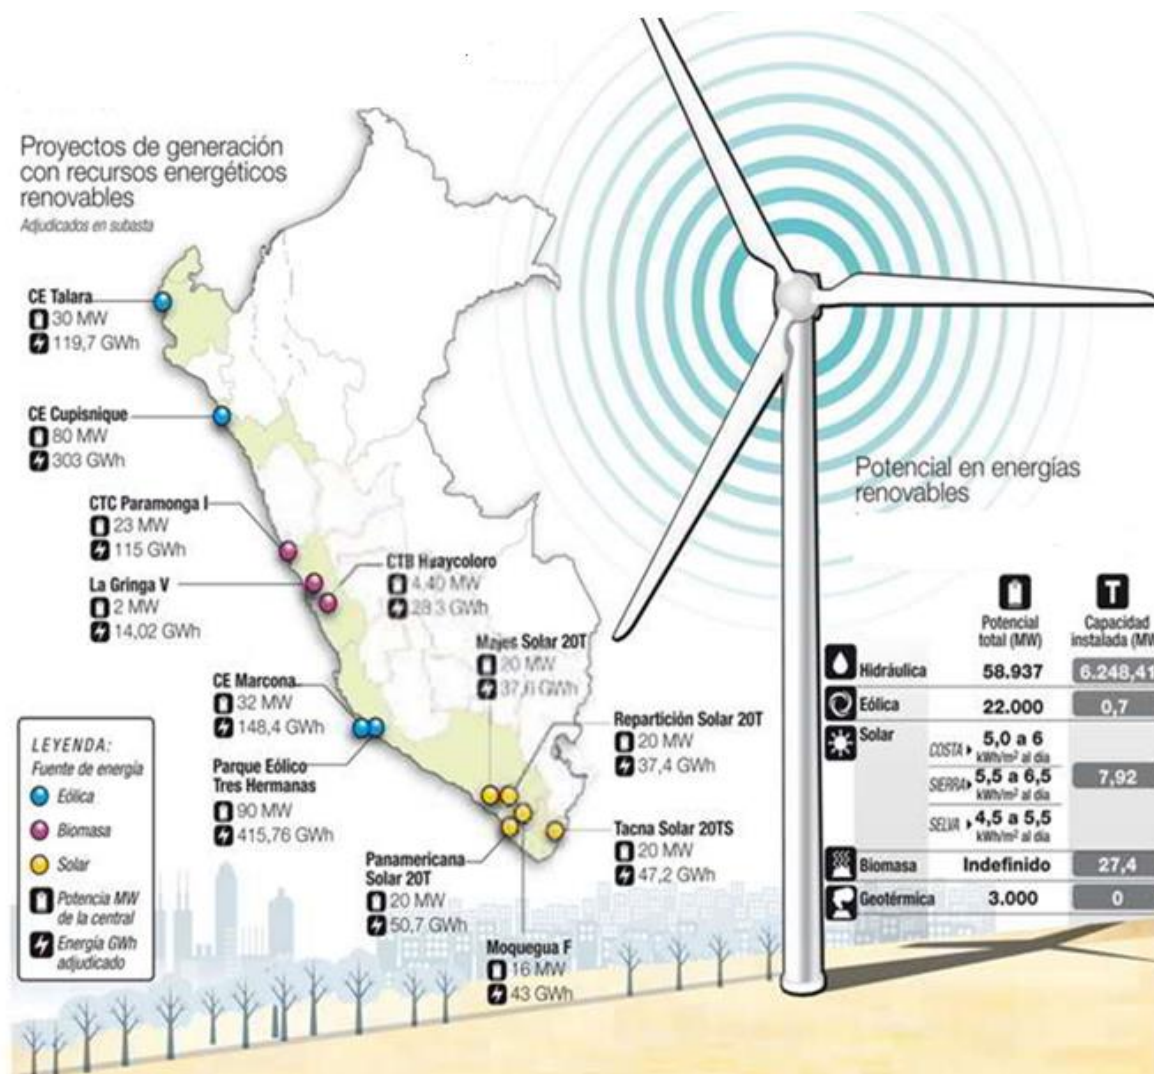 Proyectos de generación
con recursos energéticos
renovables
Adjudicados en subasta
CE Talara
30 MW
119,7 GWh
CE Cupisnique
80 MW
303 GWh
CTC Paramonga I
23 MW
115 GWh
La Gringa V
2 MW
14,02 GWh
CTB Huaycoloro
4.40 MW
28.3 GWh
CE Marcona
32 MW
148,4 GWh
Parque Eólico
Tres Hermanas
90 MW
415,76 GWh
Majes Solar 20T
20 MW
37,6 GWh
Repartición Solar 20T
20 MW
37,4 GWh
Tacna Solar 20TS
20 MW
47,2 GWh
Panamericana
Solar 20T
20 MW
50,7 GWh
Moquegua F
16 MW
43 GWh
LEYENDA:
Fuente de energía
Eólica
Biomasa
Solar
Potencia MW
de la central
Energía GWh
adjudicado
Potencial en energías
renovables
Potencial
total (MW)
T
Capacidad
instalada (MW
Hidráulica 58.937 6.248,41
Eólica 22.000 0,7
Solar
COSTA 5,0 a 6
kWh/m² al día
SIERRA 5,5 a 6,5
kWh/m² al día
7,92
SELVA 4,5 a 5,5
kWh/m² al día
Biomasa Indefinido 27,4
Geotérmica 3.000 0